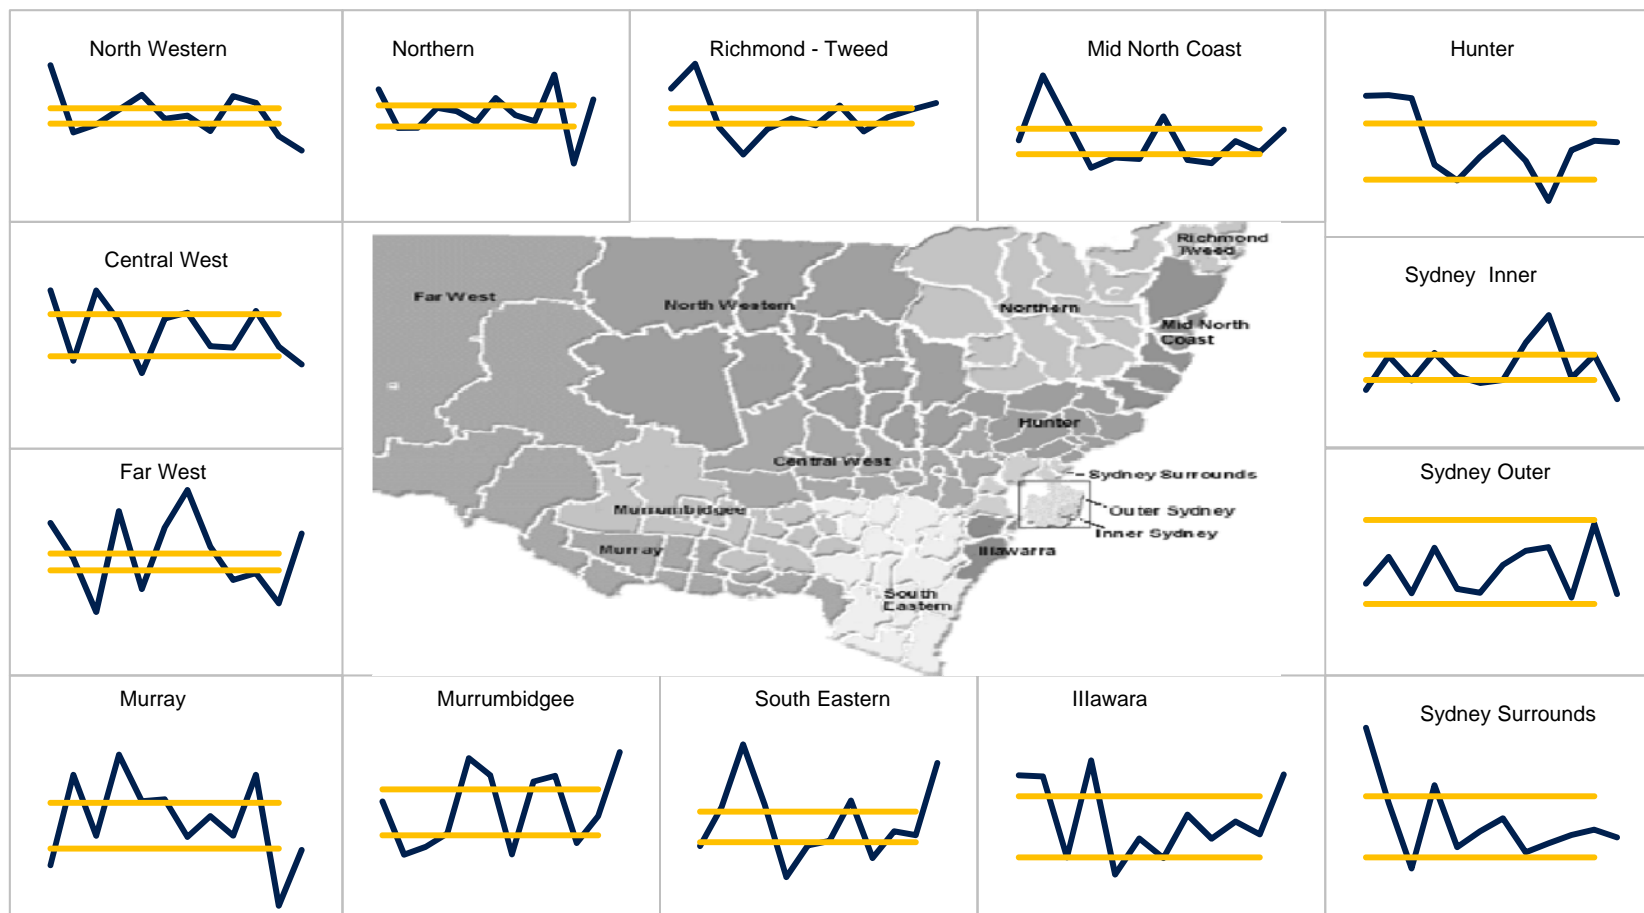 North Western
Northern
Richmond - Tweed
Mid North Coast
Hunter
Central West
Sydney  Inner
Far West
Sydney Outer
Richmond
Tweed
Far West
North Western
Northern
Mid North
Coast
Hunter
Central West
Sydney Surrounds
Murrumbidgee
Outer Sydney
Inner Sydney
Murray
Illawarra
South
Eastern
Murray
Murrumbidgee
South Eastern
Illawara
Sydney Surrounds